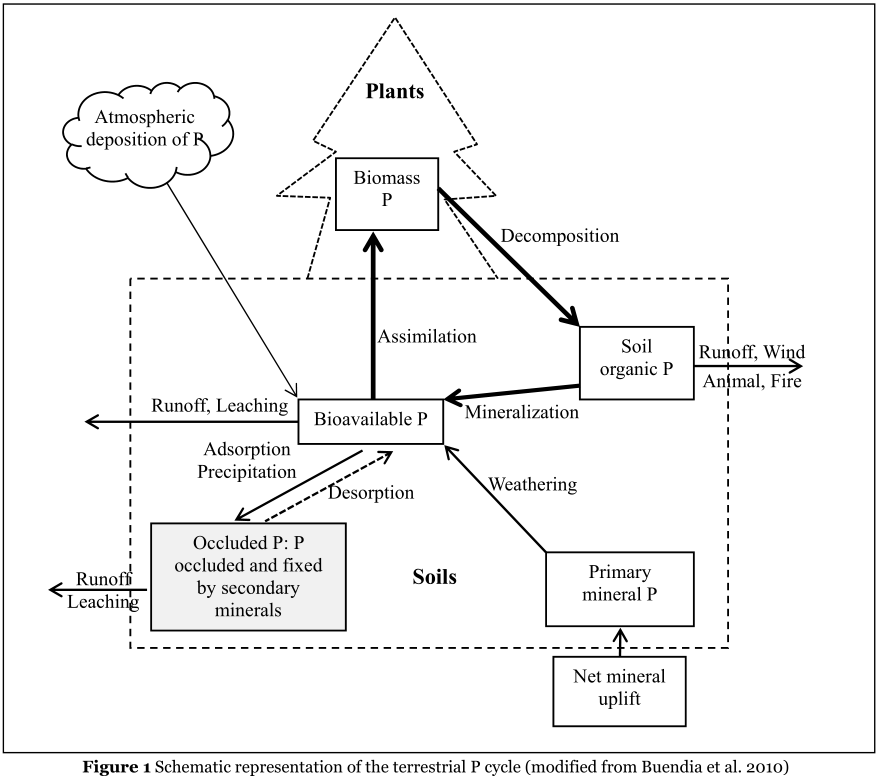 Plants
Atmospheric
deposition of P
Biomass
P
Decomposition
Assimilation
Soil
organic P
Runoff, Wind
Animal, Fire
Runoff, Leaching
Bioavailable P
Mineralization
Adsorption
Precipitation
Desorption
Weathering
Occluded P: P
occluded and fixed
by secondary
minerals
Runoff
Leaching
Soils
Primary
mineral P
Net mineral
uplift
Figure 1 Schematic representation of the terrestrial P cycle (modified from Buendia et al. 2010)